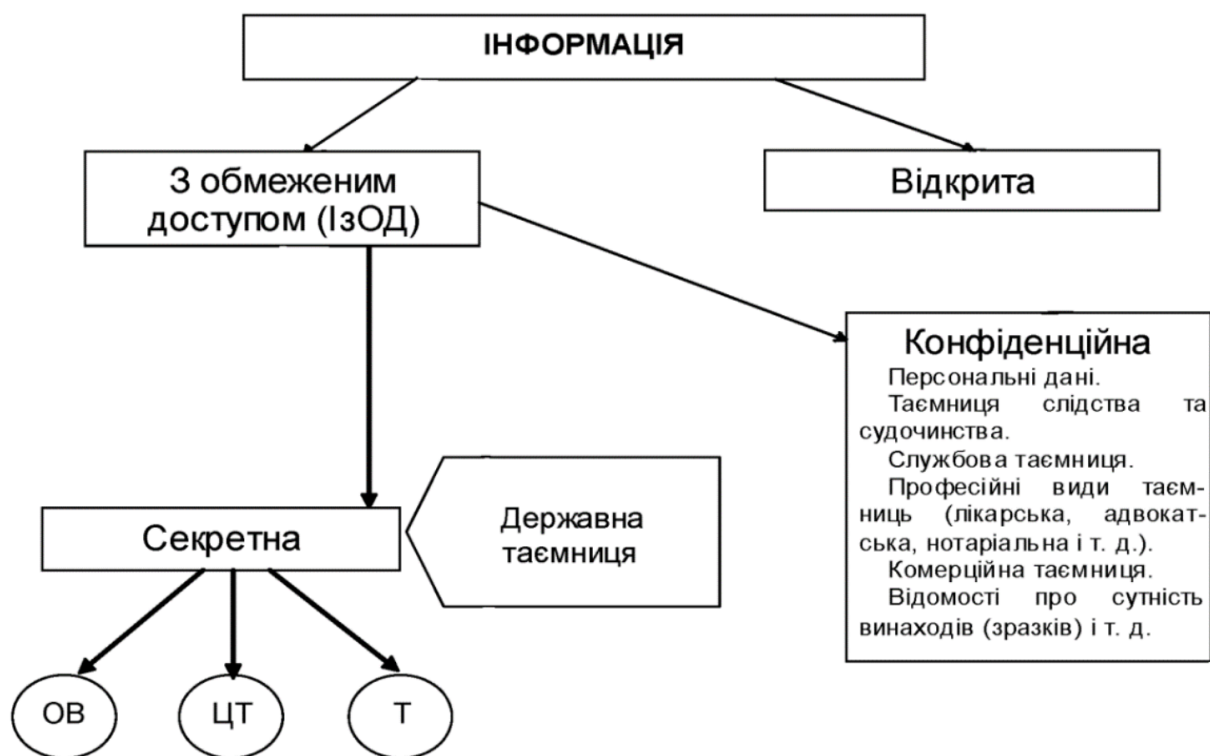 ІНФОРМАЦІЯ
З обмеженим
доступом (ІзОД)
Відкрита
Конфіденційна
Персональні дані.
Таємниця слідства та
судочинства.
Службова таємниця.
Професійні види таєм-
ниць (лікарська, адвокат-
ська, нотаріальна і т. д.).
Комерційна таємниця.
Відомості про сутність
винаходів (зразків) і т. д.
Державна
таємниця
Секретна
ОВ
ЦТ
Т